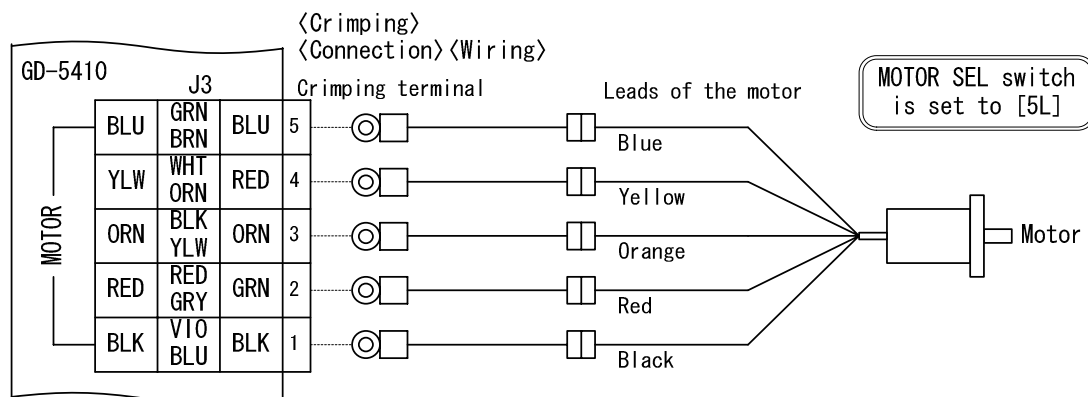 〈Crimping〉
〈Connection〉〈Wiring〉
GD-5410
J3
Crimping terminal
Leads of the motor
MOTOR SEL switch
is set to [5L]
MOTOR
BLU
GRN
BRN
BLU
5
Blue
YLW
WHT
ORN
RED
4
Yellow
ORN
BLK
YLW
ORN
3
Orange
Motor
RED
RED
GRY
GRN
2
Red
BLK
VIO
BLU
BLK
1
Black